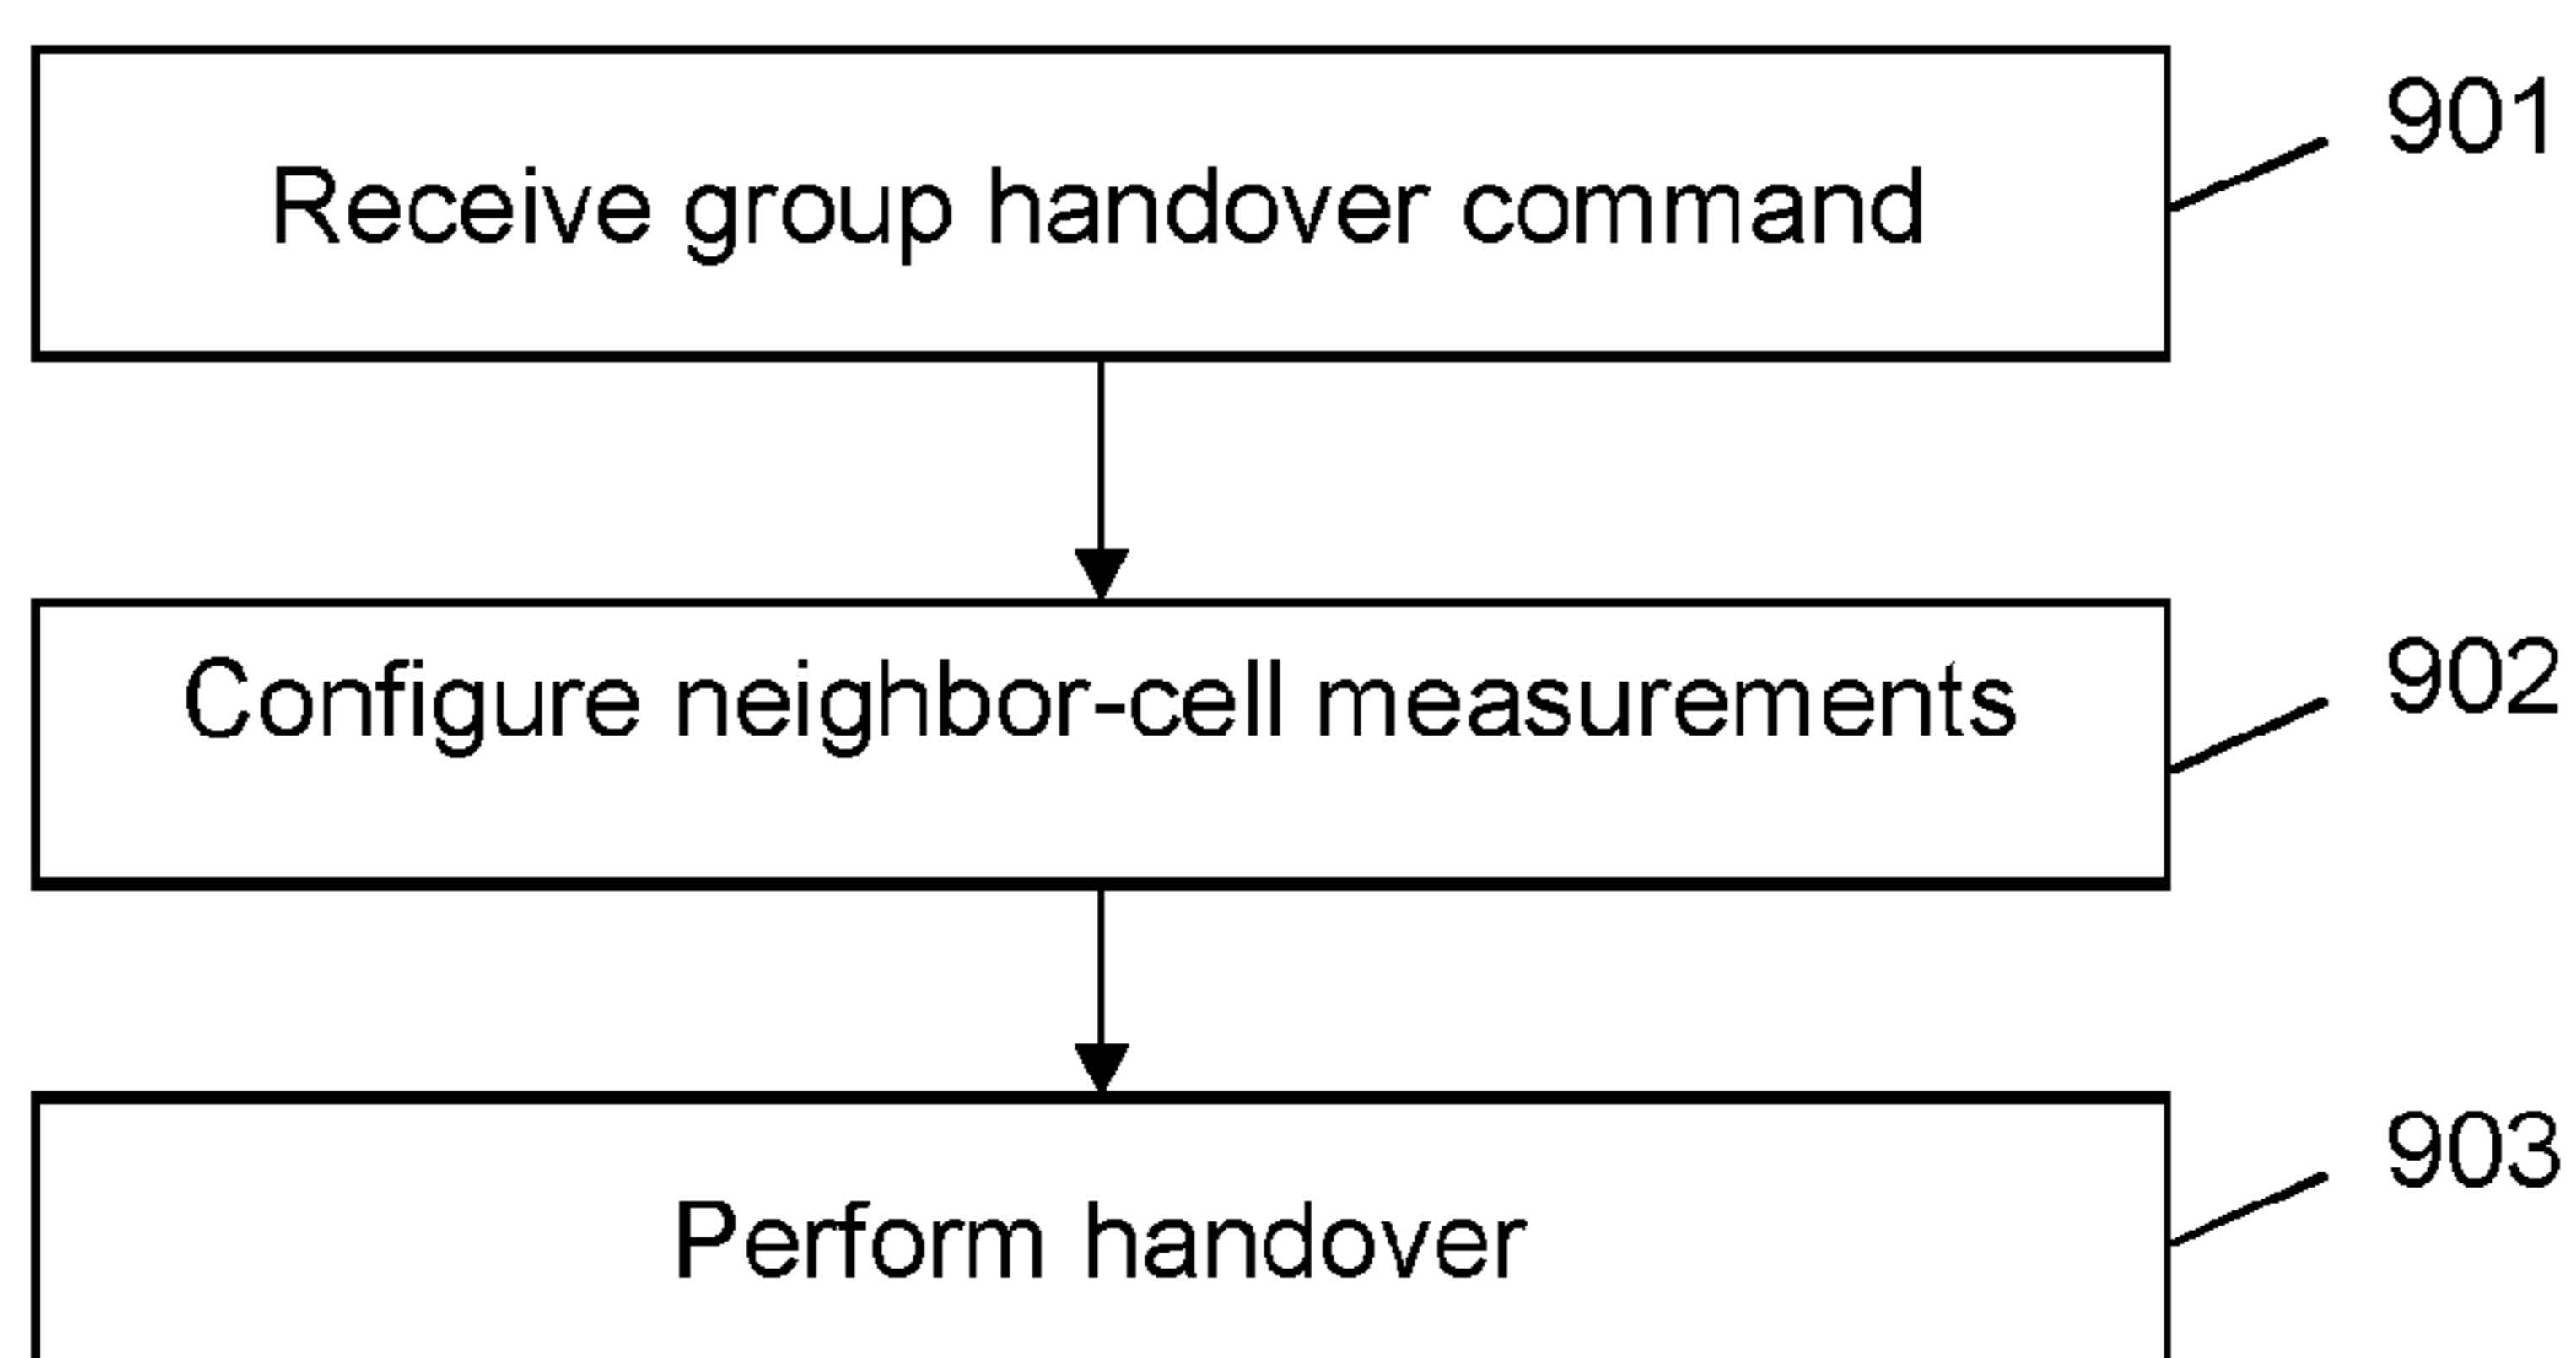 Receive group handover command
901
Configure neighbor-cell measurements
902
Perform handover
903